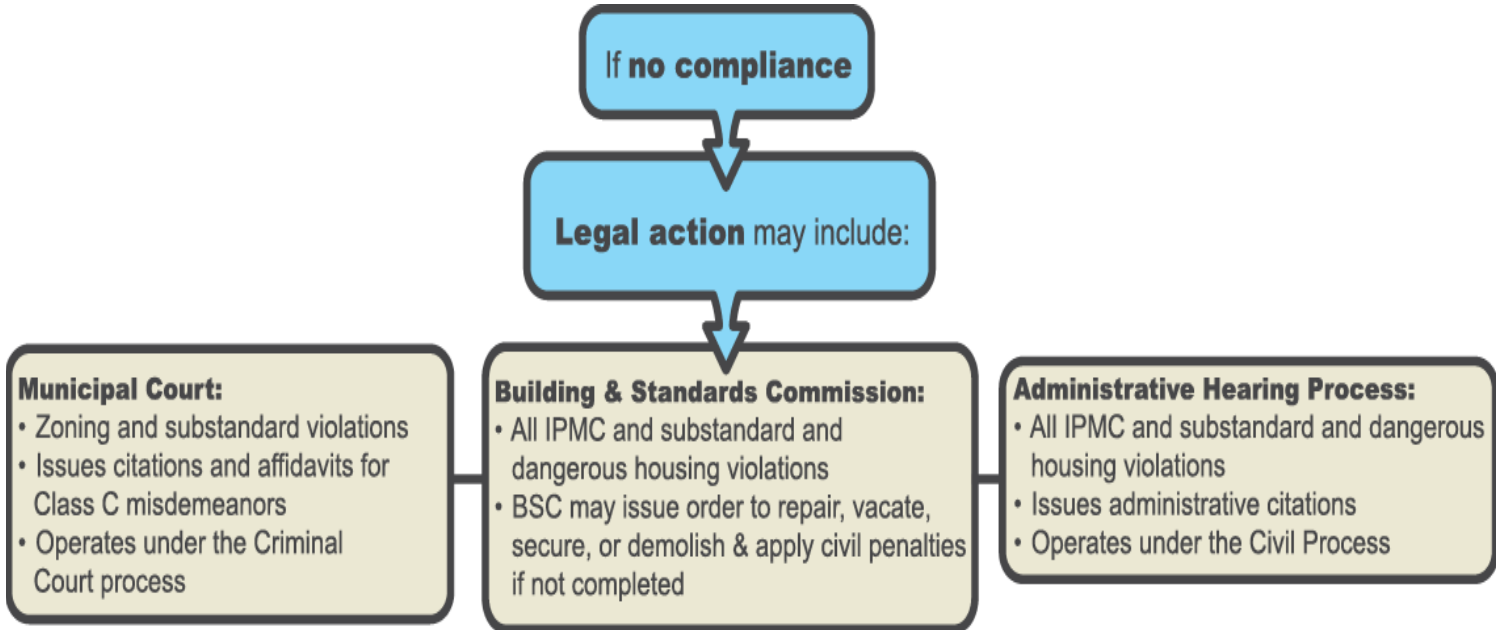 If no compliance
Legal action may include:
Municipal Court:
• Zoning and substandard violations
• Issues citations and affidavits for
Class C misdemeanors
• Operates under the Criminal
Court process
Building & Standards Commission:
• All IPMC and substandard and
dangerous housing violations
• BSC may issue order to repair, vacate,
secure, or demolish & apply civil penalties
if not completed
Administrative Hearing Process:
• All IPMC and substandard and dangerous
housing violations
• Issues administrative citations
• Operates under the Civil Process